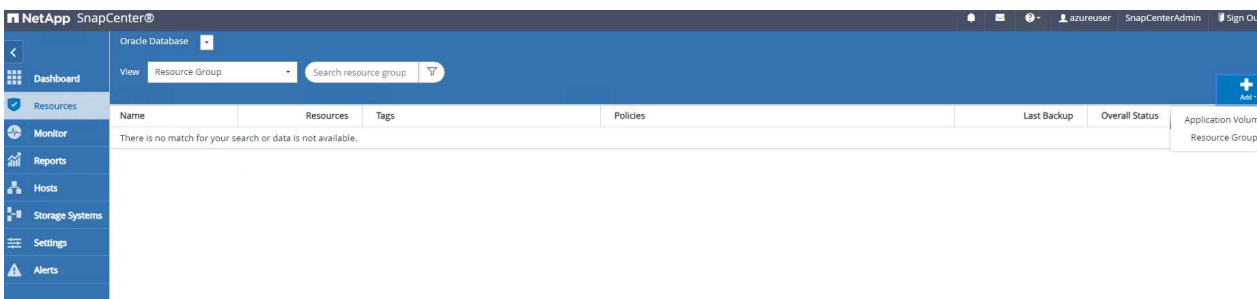 NetApp SnapCenter®
azureuser SnapCenterAdmin Sign Ou
Oracle Database
View Resource Group Search resource group
Add
Application Volum
Resource Group
Dashboard
Resources
Monitor
Reports
Hosts
Storage Systems
Settings
Alerts
Name Resources Tags Policies Last Backup Overall Status
There is no match for your search or data is not available.